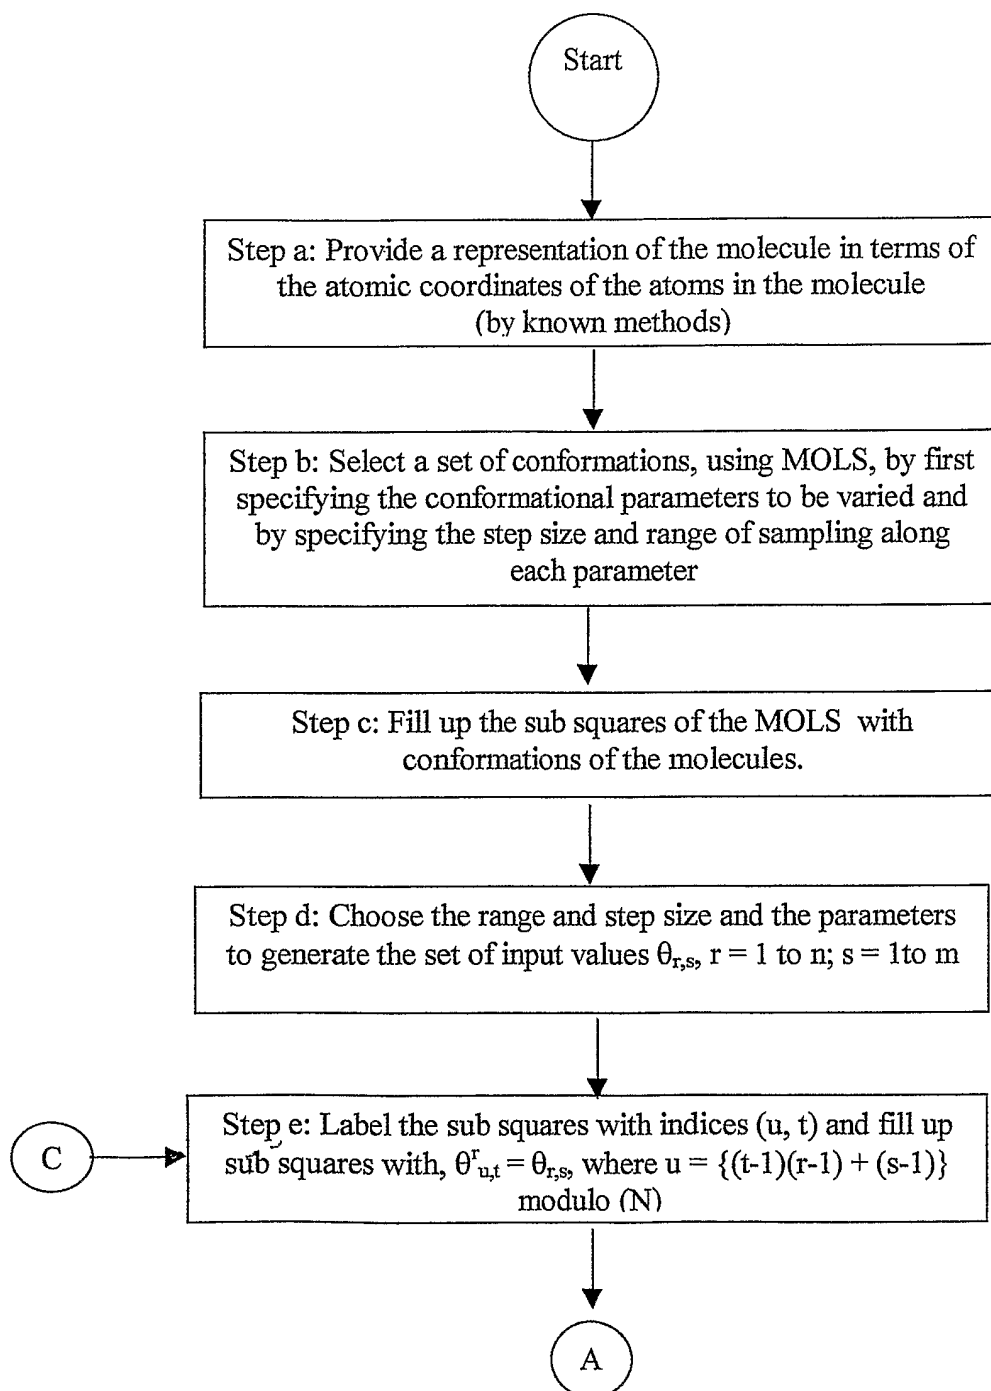 Start
Step a: Provide a representation of the molecule in terms of
the atomic coordinates of the atoms in the molecule
(by known methods)
Step b: Select a set of conformations, using MOLS, by first
specifying the conformational parameters to be varied and
by specifying the step size and range of sampling along
each parameter
Step c: Fill up the sub squares of the MOLS with
conformations of the molecules.
Step d: Choose the range and step size and the parameters
to generate the set of input values θr,s, r = 1 to n; s = 1to m
C
Step e: Label the sub squares with indices (u, t) and fill up
sub squares with, θ^r_u,t = θr,s, where u = {(t-1)(r-1) + (s-1)}
modulo (N)
A